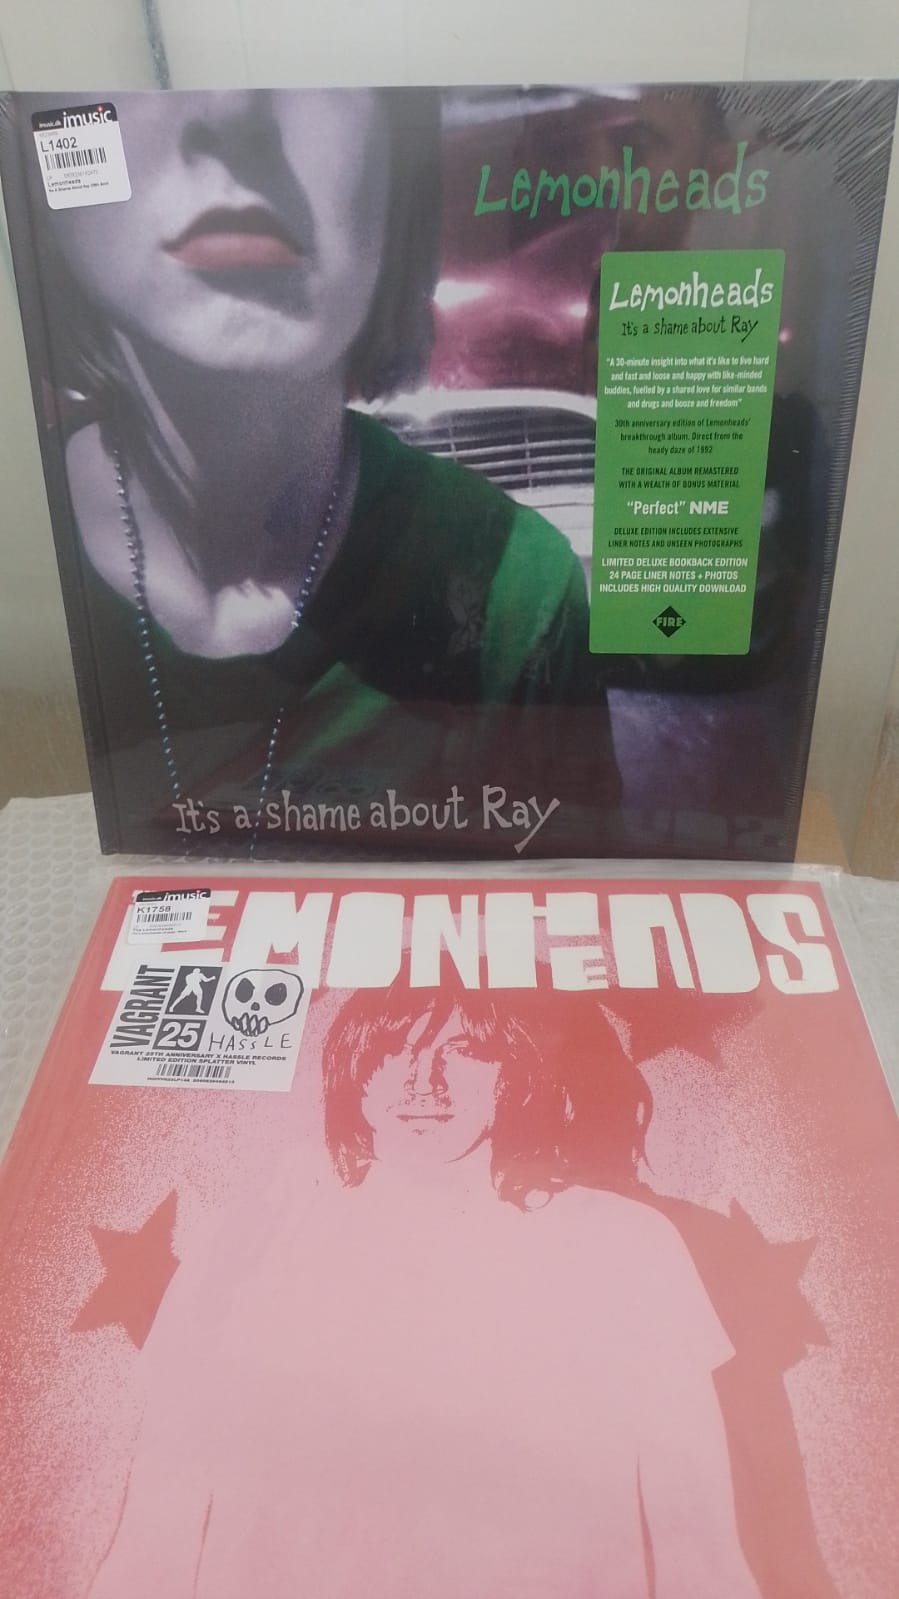 imusic.dk imusic
L1402
Lemonheads
Lemonheads
Lemonheads
It's a shame about Ray
"A 30-minute insight into what it's like to live hard
and fast and loose and happy with like-minded
buddies, fuelled by a shared love for similar bands
and drugs and booze and freedom"
30th anniversary edition of Lemonheads'
breakthrough album. Direct from the
heady daze of 1992
THE ORIGINAL ALBUM REMASTERED
WITH A WEALTH OF BONUS MATERIAL
"Perfect" NME
DELUXE EDITION INCLUDES EXTENSIVE
LINER NOTES AND UNSEEN PHOTOGRAPHS
LIMITED DELUXE BOOKBACK EDITION
24 PAGE LINER NOTES + PHOTOS
INCLUDES HIGH QUALITY DOWNLOAD
FIRE
It's a shame about Ray
imusic
K1758
The Lemonheads
LEMONHEADS
VAGRANT
25
HASSLE
VAGRANT 25TH ANNIVERSARY X HASSLE RECORDS
LIMITED EDITION SPLATTER VINYL